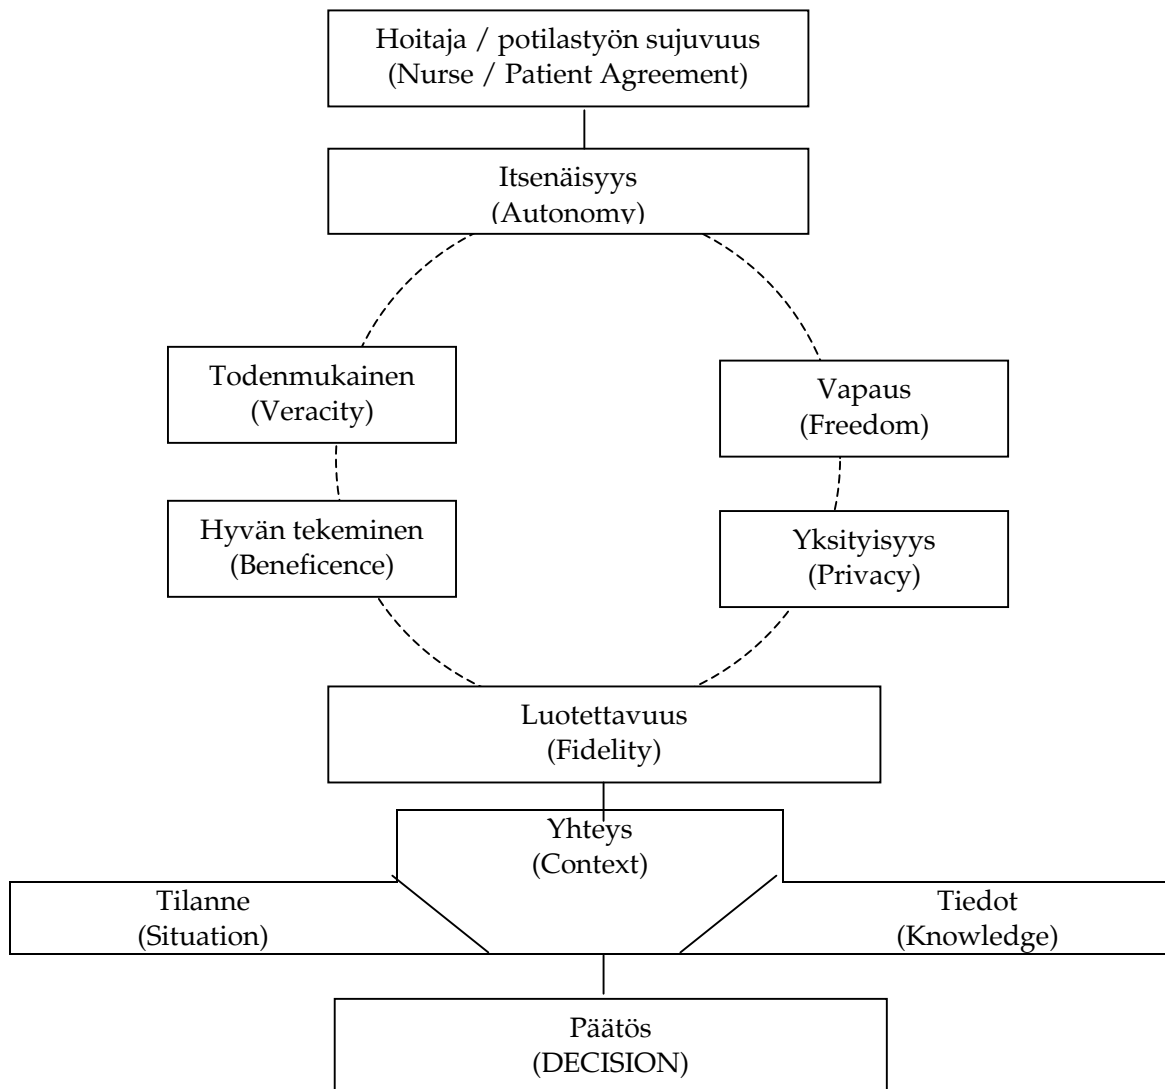 Hoitaja / potilastyön sujuvuus
(Nurse / Patient Agreement)
Itsenäisyys
(Autonomy)
Todenmukainen
(Veracity)
Vapaus
(Freedom)
Hyvän tekeminen
(Beneficence)
Yksityisyys
(Privacy)
Luotettavuus
(Fidelity)
Yhteys
(Context)
Tilanne
(Situation)
Tiedot
(Knowledge)
Päätös
(DECISION)